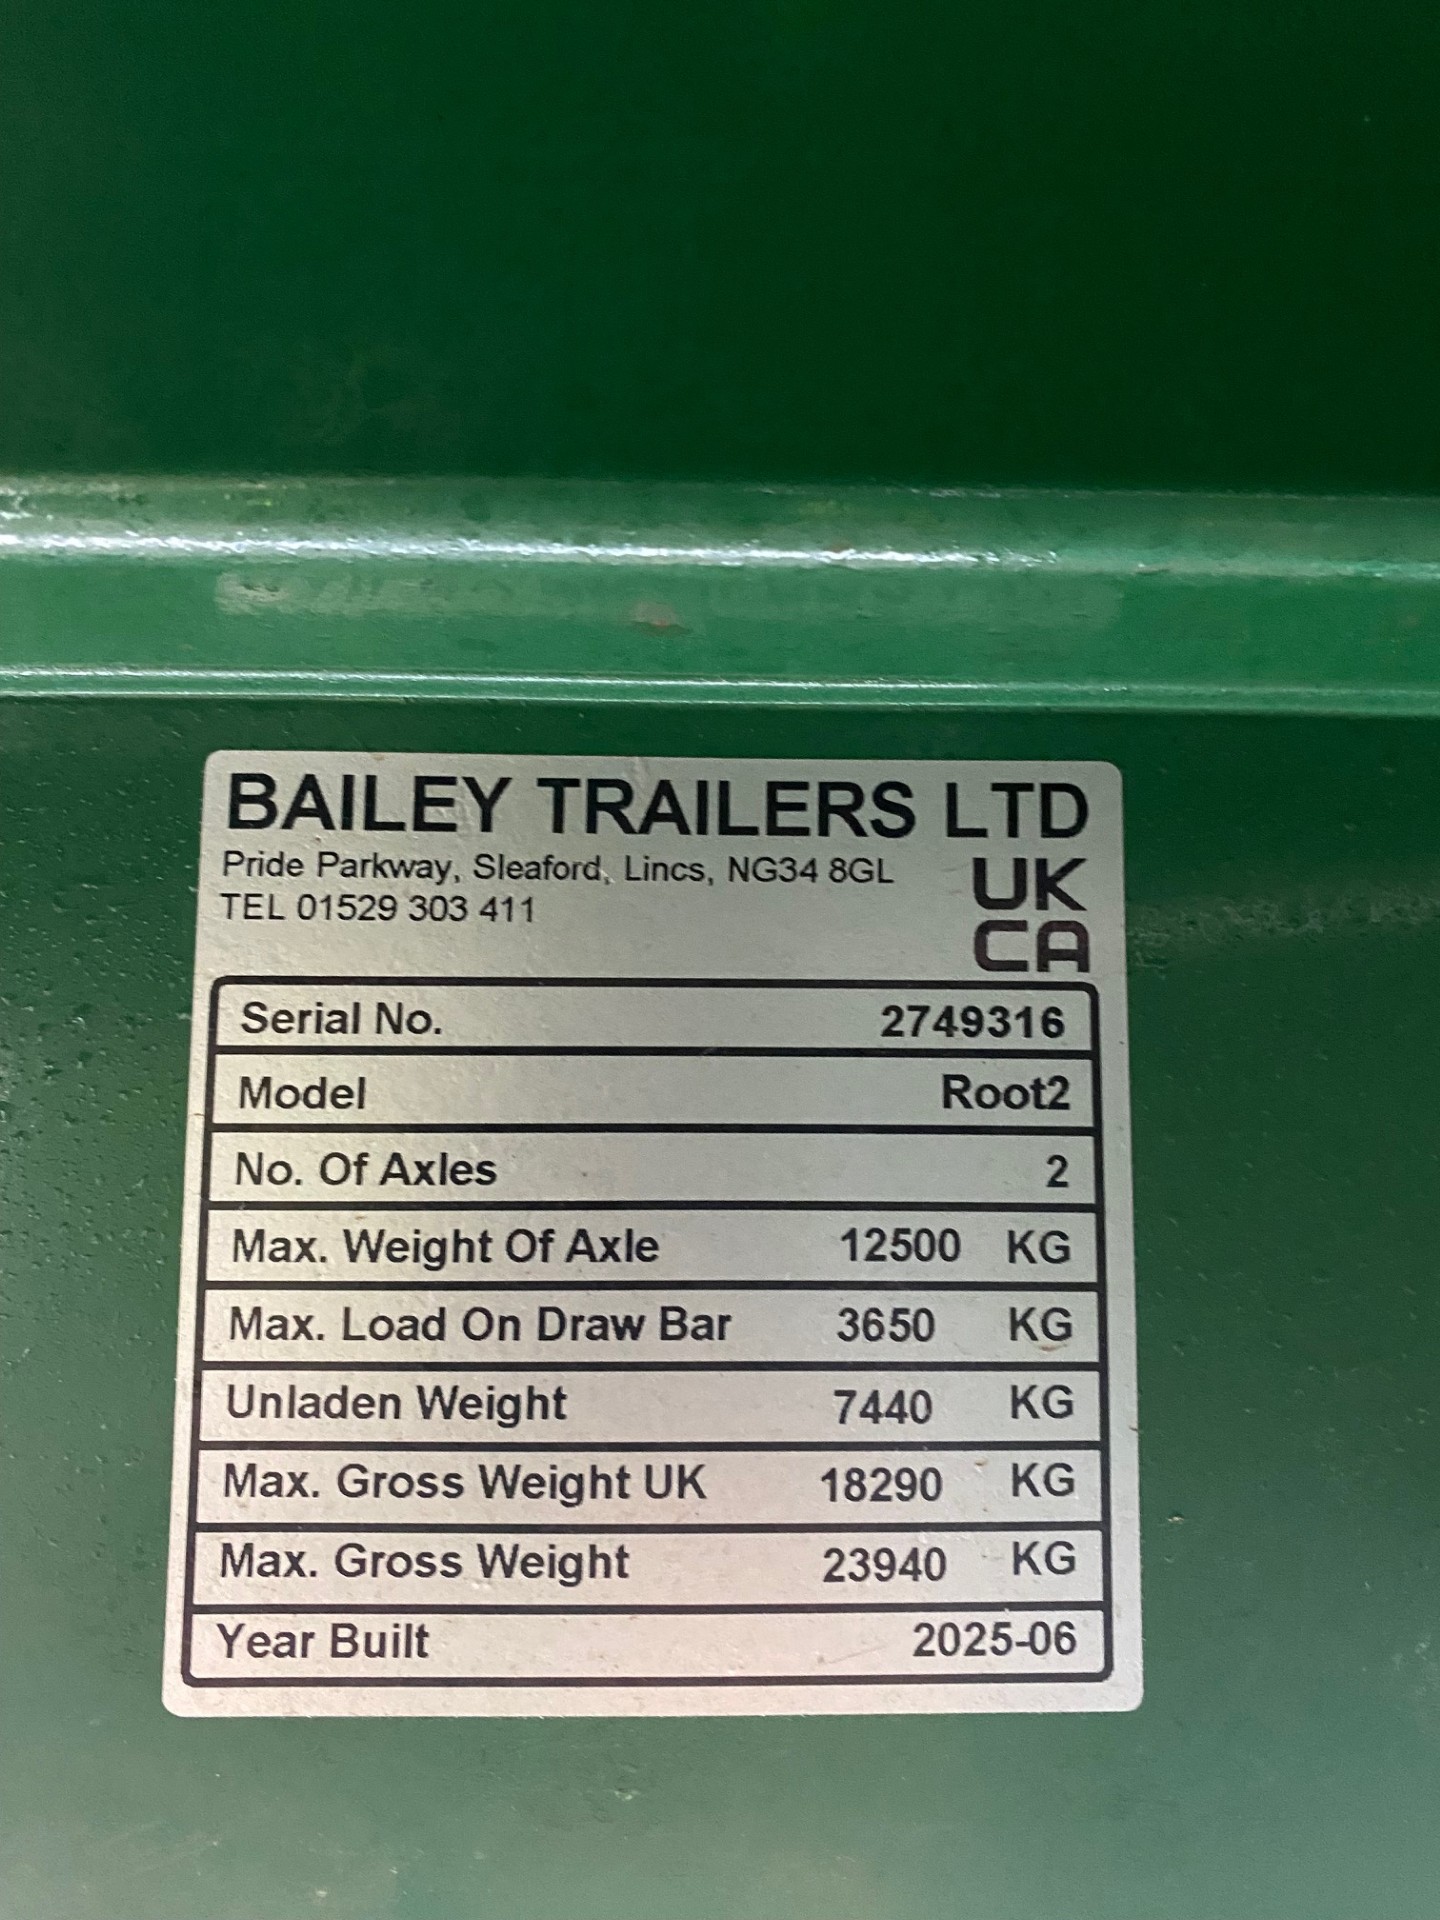 BAILEY TRAILERS LTD
Pride Parkway, Sleaford, Lincs, NG34 8GL
TEL 01529 303 411
UK
CA
Serial No. 2749316
Model Root2
No. Of Axles 2
Max. Weight Of Axle 12500 KG
Max. Load On Draw Bar 3650 KG
Unladen Weight 7440 KG
Max. Gross Weight UK 18290 KG
Max. Gross Weight 23940 KG
Year Built 2025-06